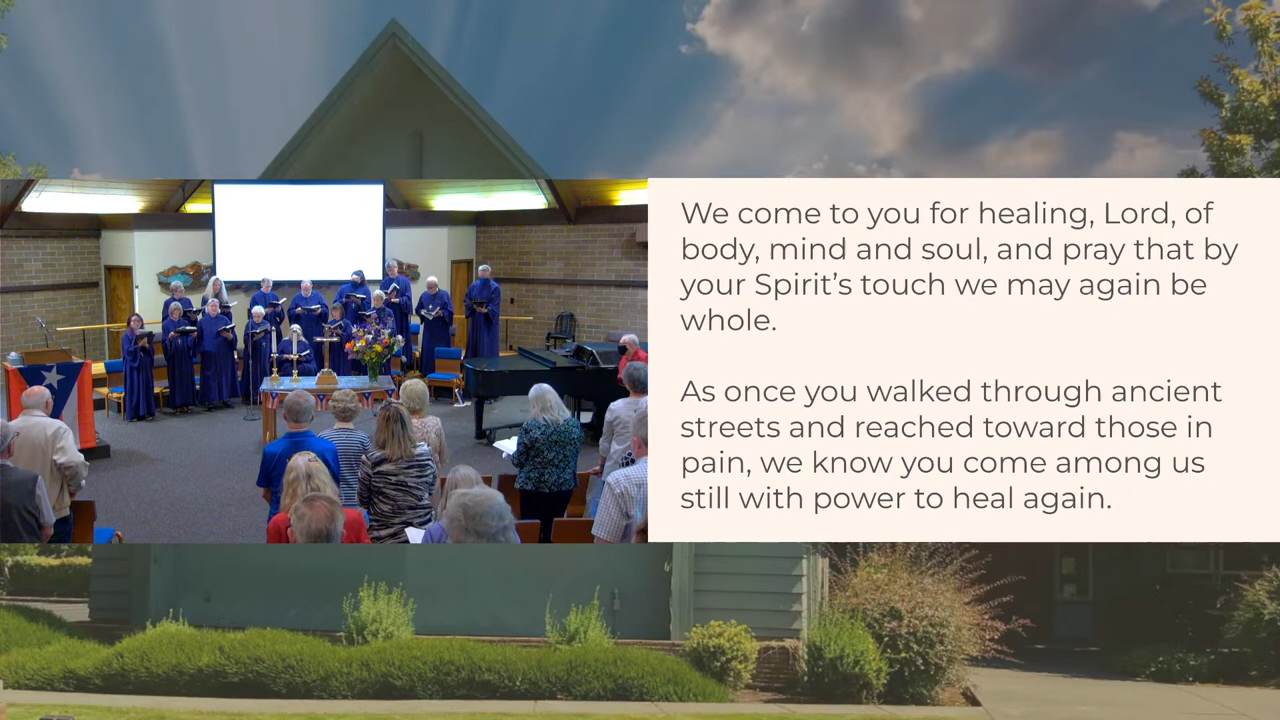 We come to you for healing, Lord, of
body, mind and soul, and pray that by
your Spirit’s touch we may again be
whole.
As once you walked through ancient
streets and reached toward those in
pain, we know you come among us
still with power to heal again.